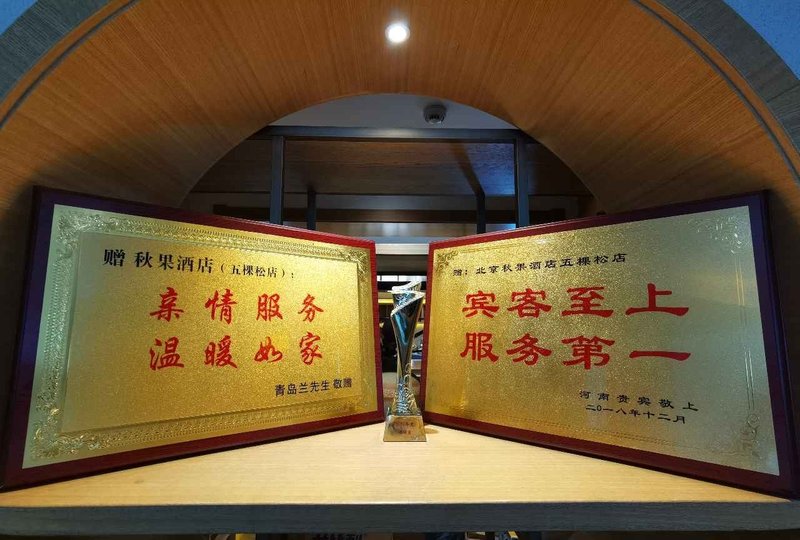 赠 秋果酒店（五棵松店）：
亲情服务
温暖如家
青岛兰先生 敬赠
赠：北京秋果酒店五棵松店
宾客至上
服务第一
河南贵宾敬上
二〇一八年十二月